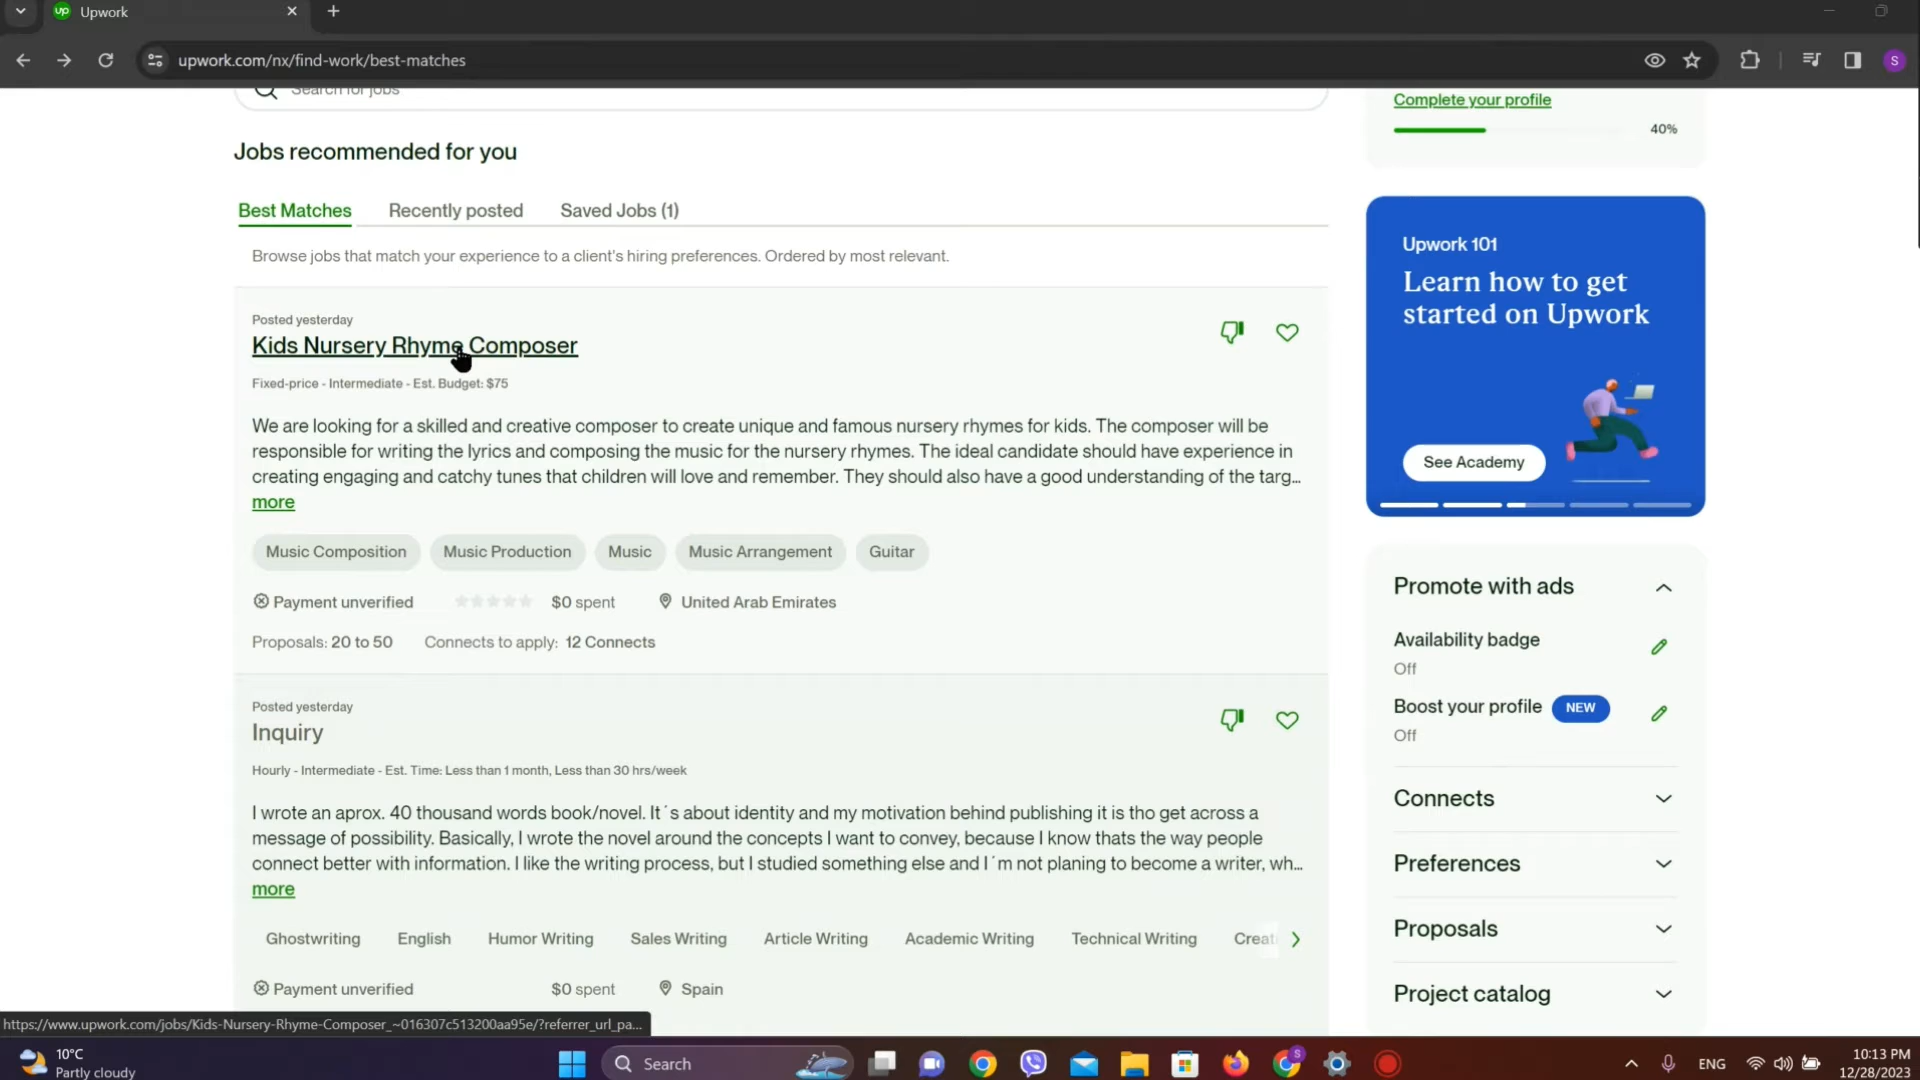 Upwork
upwork.com/nx/find-work/best-matches
S
Search for jobs
Jobs recommended for you
Best Matches
Recently posted
Saved Jobs (1)
Browse jobs that match your experience to a client's hiring preferences. Ordered by most relevant.
Posted yesterday
Kids Nursery Rhyme Composer
Fixed-price - Intermediate - Est. Budget: $75
We are looking for a skilled and creative composer to create unique and famous nursery rhymes for kids. The composer will be
responsible for writing the lyrics and composing the music for the nursery rhymes. The ideal candidate should have experience in
creating engaging and catchy tunes that children will love and remember. They should also have a good understanding of the targ...
more
Music Composition
Music Production
Music
Music Arrangement
Guitar
Payment unverified
$0 spent
United Arab Emirates
Proposals: 20 to 50
Connects to apply: 12 Connects
Posted yesterday
Inquiry
Hourly - Intermediate - Est. Time: Less than 1 month, Less than 30 hrs/week
I wrote an aprox. 40 thousand words book/novel. It´s about identity and my motivation behind publishing it is tho get across a
message of possibility. Basically, I wrote the novel around the concepts I want to convey, because I know thats the way people
connect better with information. I like the writing process, but I studied something else and I´m not planing to become a writer, wh...
more
Ghostwriting
English
Humor Writing
Sales Writing
Article Writing
Academic Writing
Technical Writing
Creati
Payment unverified
$0 spent
Spain
Complete your profile
40%
Upwork 101
Learn how to get
started on Upwork
See Academy
Promote with ads
Availability badge
Off
Boost your profile
NEW
Off
Connects
Preferences
Proposals
Project catalog
https://www.upwork.com/jobs/Kids-Nursery-Rhyme-Composer_~016307c513200aa95e/?referrer_url_pa...
10°C
Partly cloudy
Search
ENG
10:13 PM
12/28/2023